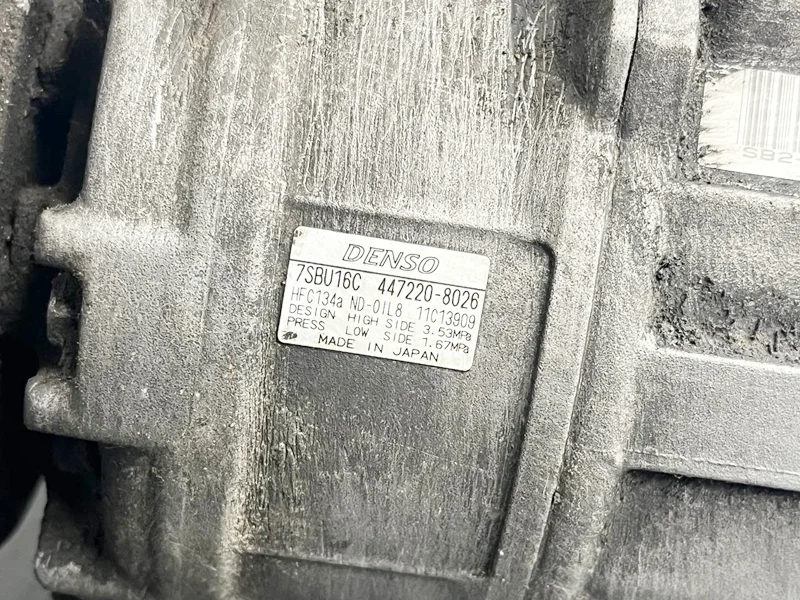 DENSO
7SBU16C 447220-8026
HFC134a ND-OIL8 11C13909
DESIGN HIGH SIDE 3.53MPa
PRESS LOW SIDE 1.67MPa
MADE IN JAPAN
SB2-